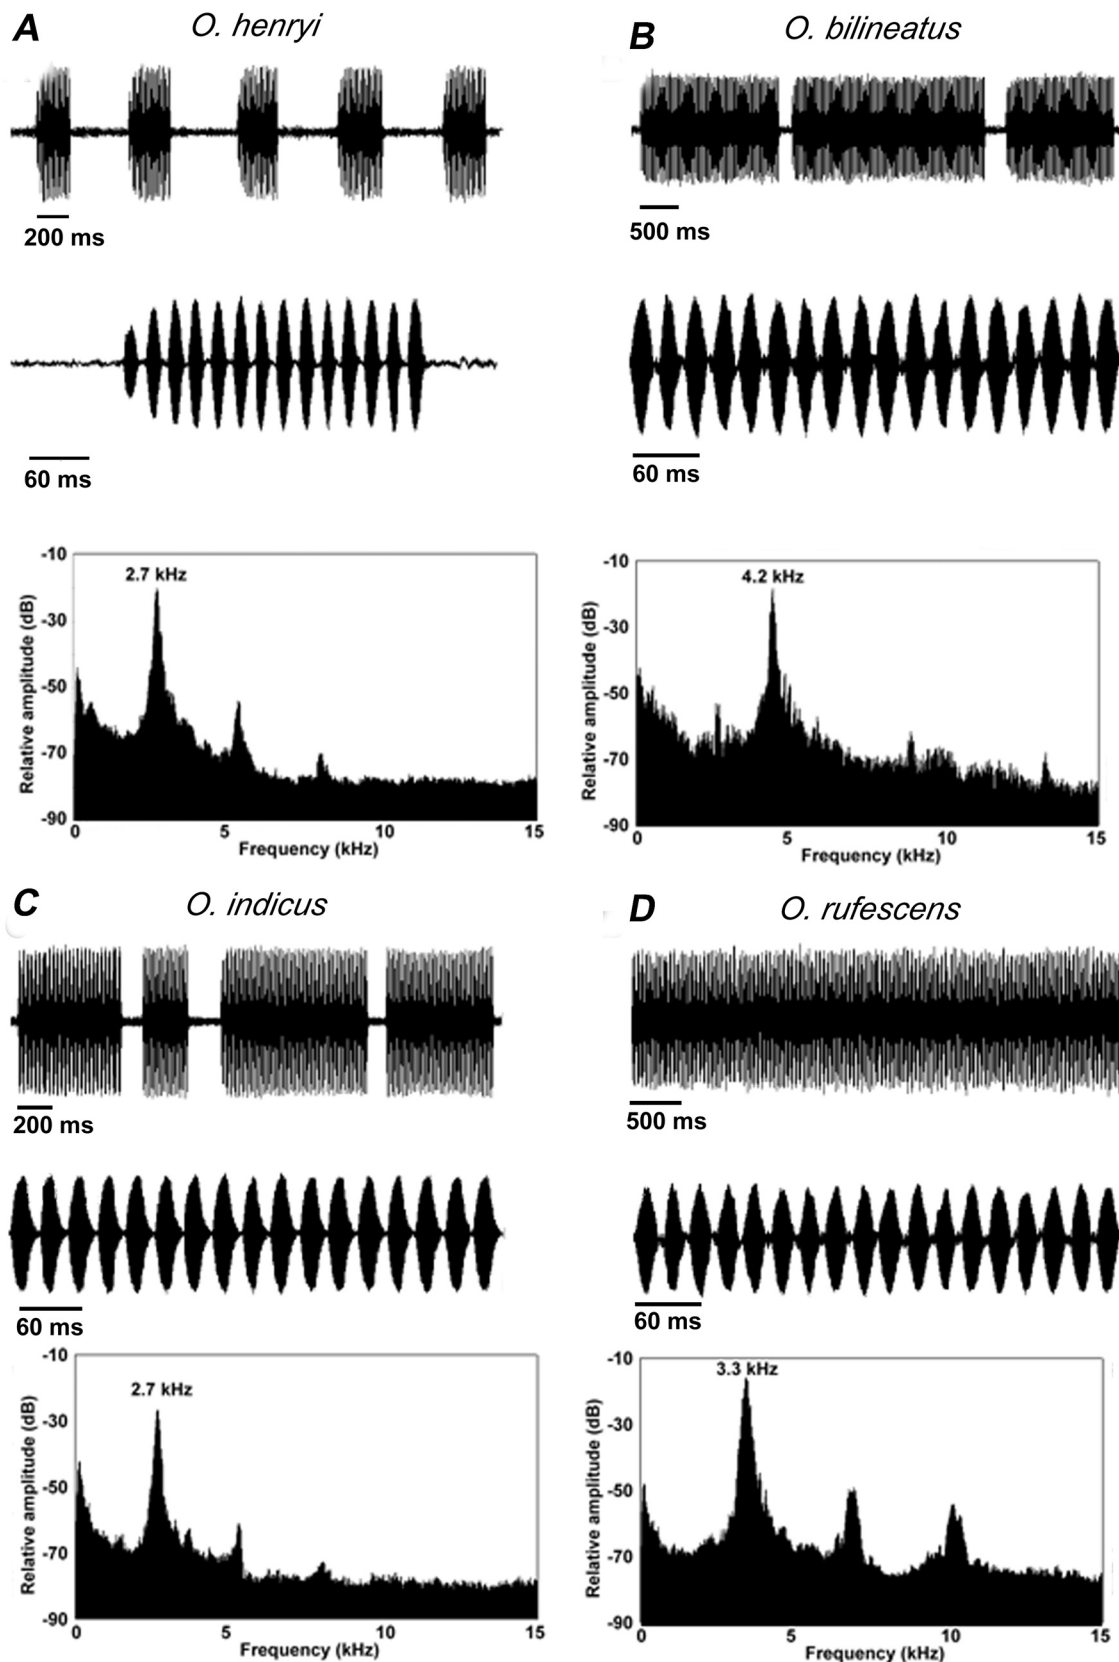 A O. henryi
200 ms
60 ms
-10
2.7 kHz
-30
-50
-70
-90
Relative amplitude (dB)
0 5 10 15
Frequency (kHz)
B O. bilineatus
500 ms
60 ms
-10
4.2 kHz
-30
-50
-70
-90
Relative amplitude (dB)
0 5 10 15
Frequency (kHz)
C O. indicus
200 ms
60 ms
-10
2.7 kHz
-30
-50
-70
-90
Relative amplitude (dB)
0 5 10 15
Frequency (kHz)
D O. rufescens
500 ms
60 ms
-10
3.3 kHz
-30
-50
-70
-90
Relative amplitude (dB)
0 5 10 15
Frequency (kHz)